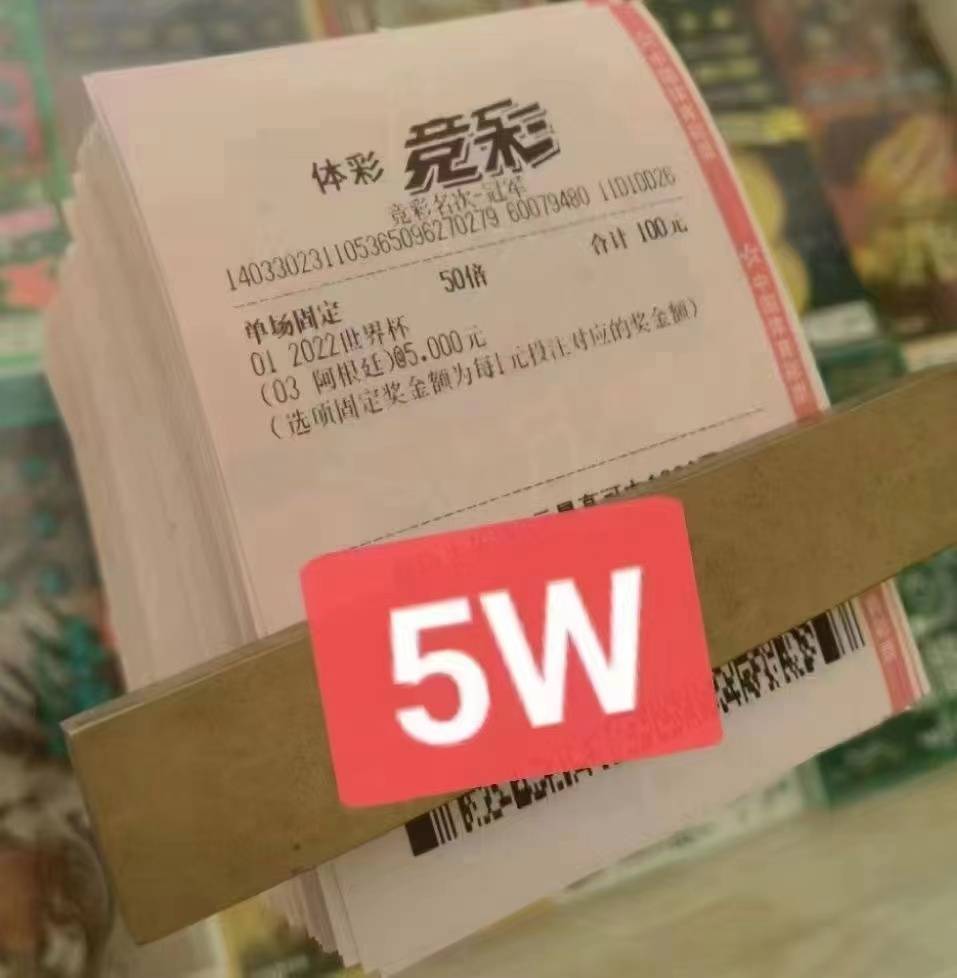 体彩 竞彩
竞彩名次-冠军
14033023110536509627​0279 60079480 11D1DD26
单场固定 50倍 合计 100元
01 2022世界杯
(03 阿根廷)@5.000元
(选项固定奖金额为每1元投注对应的奖金额)
5W